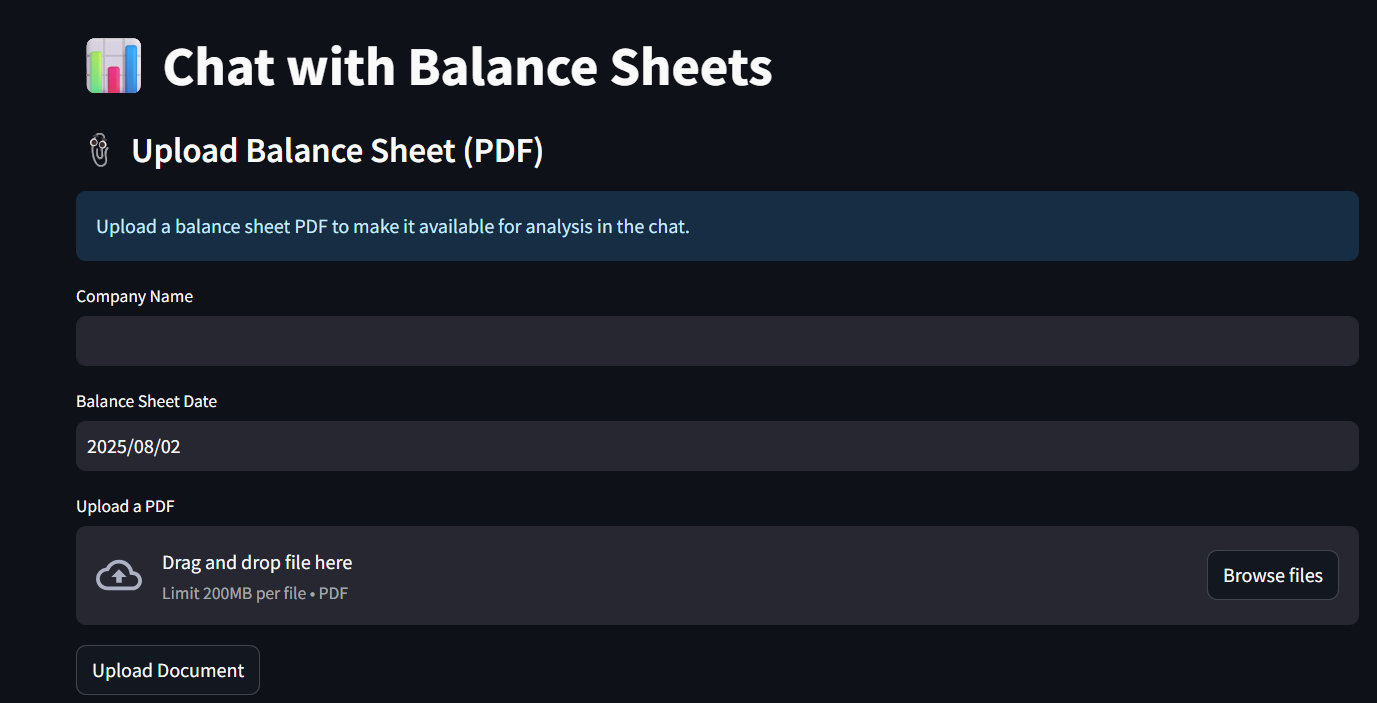 Chat with Balance Sheets
Upload Balance Sheet (PDF)
Upload a balance sheet PDF to make it available for analysis in the chat.
Company Name
Balance Sheet Date
2025/08/02
Upload a PDF
Drag and drop file here
Limit 200MB per file • PDF
Browse files
Upload Document